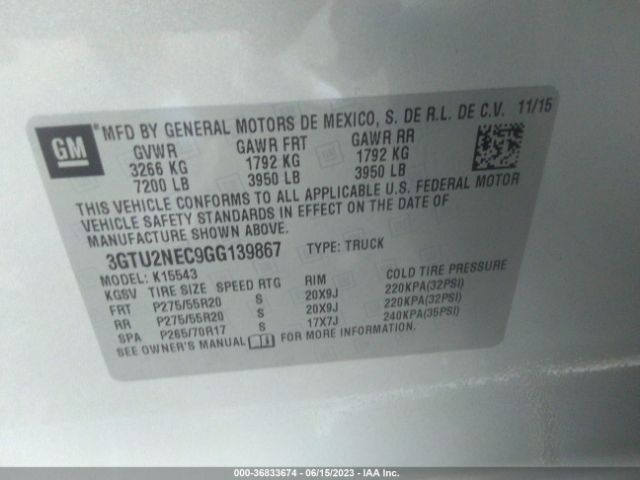 GM
MFD BY GENERAL MOTORS DE MEXICO, S. DE R.L. DE C.V. 11/15
GVWR GAWR FRT GAWR RR
3266 KG 1792 KG 1792 KG
7200 LB 3950 LB 3950 LB
THIS VEHICLE CONFORMS TO ALL APPLICABLE U.S. FEDERAL MOTOR
VEHICLE SAFETY STANDARDS IN EFFECT ON THE DATE OF
MANUFACTURE SHOWN ABOVE.
3GTU2NEC9GG139867 TYPE: TRUCK
MODEL: K15543
KGSV TIRE SIZE SPEED RTG RIM COLD TIRE PRESSURE
FRT P275/55R20 S 20X9J 220KPA(32PSI)
RR P275/55R20 S 20X9J 220KPA(32PSI)
SPA P265/70R17 S 17X7J 240KPA(35PSI)
SEE OWNER'S MANUAL FOR MORE INFORMATION.
000-36833674 - 06/15/2023 - IAA Inc.